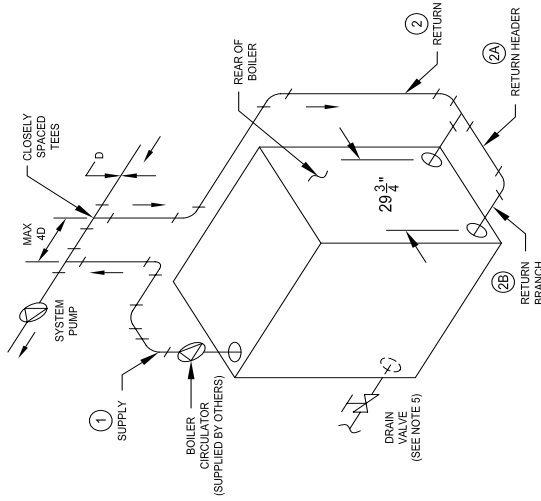 CLOSELY
SPACED
TEES
D
MAX
4D
SYSTEM
PUMP
1
SUPPLY
BOILER
CIRCULATOR
(SUPPLIED BY OTHERS)
REAR OF
BOILER
2
RETURN
2A
RETURN HEADER
29 3/4"
2B
RETURN
BRANCH
DRAIN
VALVE
(SEE NOTE 5)